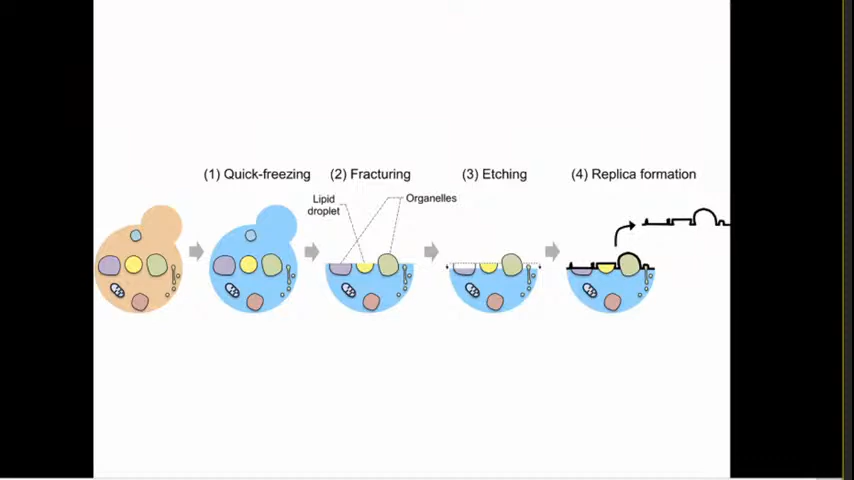 (1) Quick-freezing
(2) Fracturing
(3) Etching
(4) Replica formation
Lipid
droplet
Organelles